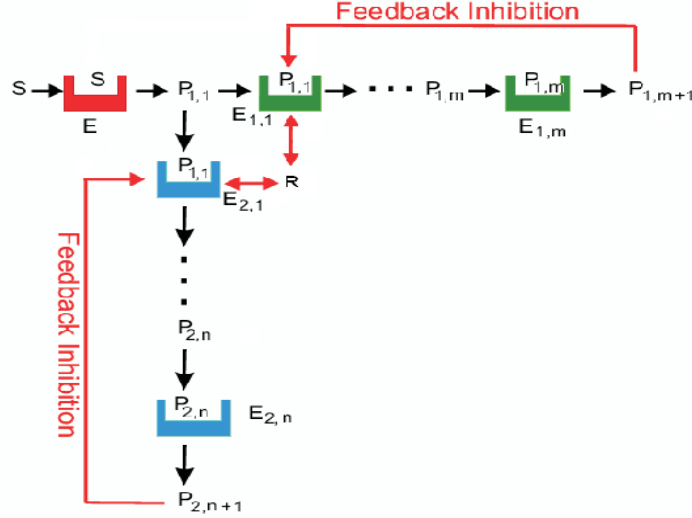 Feedback Inhibition
S
S
E
P1,1
P1,1
E1,1
P1,m
P1,m
E1,m
P1,m+1
P1,1
E2,1
R
Feedback Inhibition
P2,n
P2,n
E2,n
P2,n+1